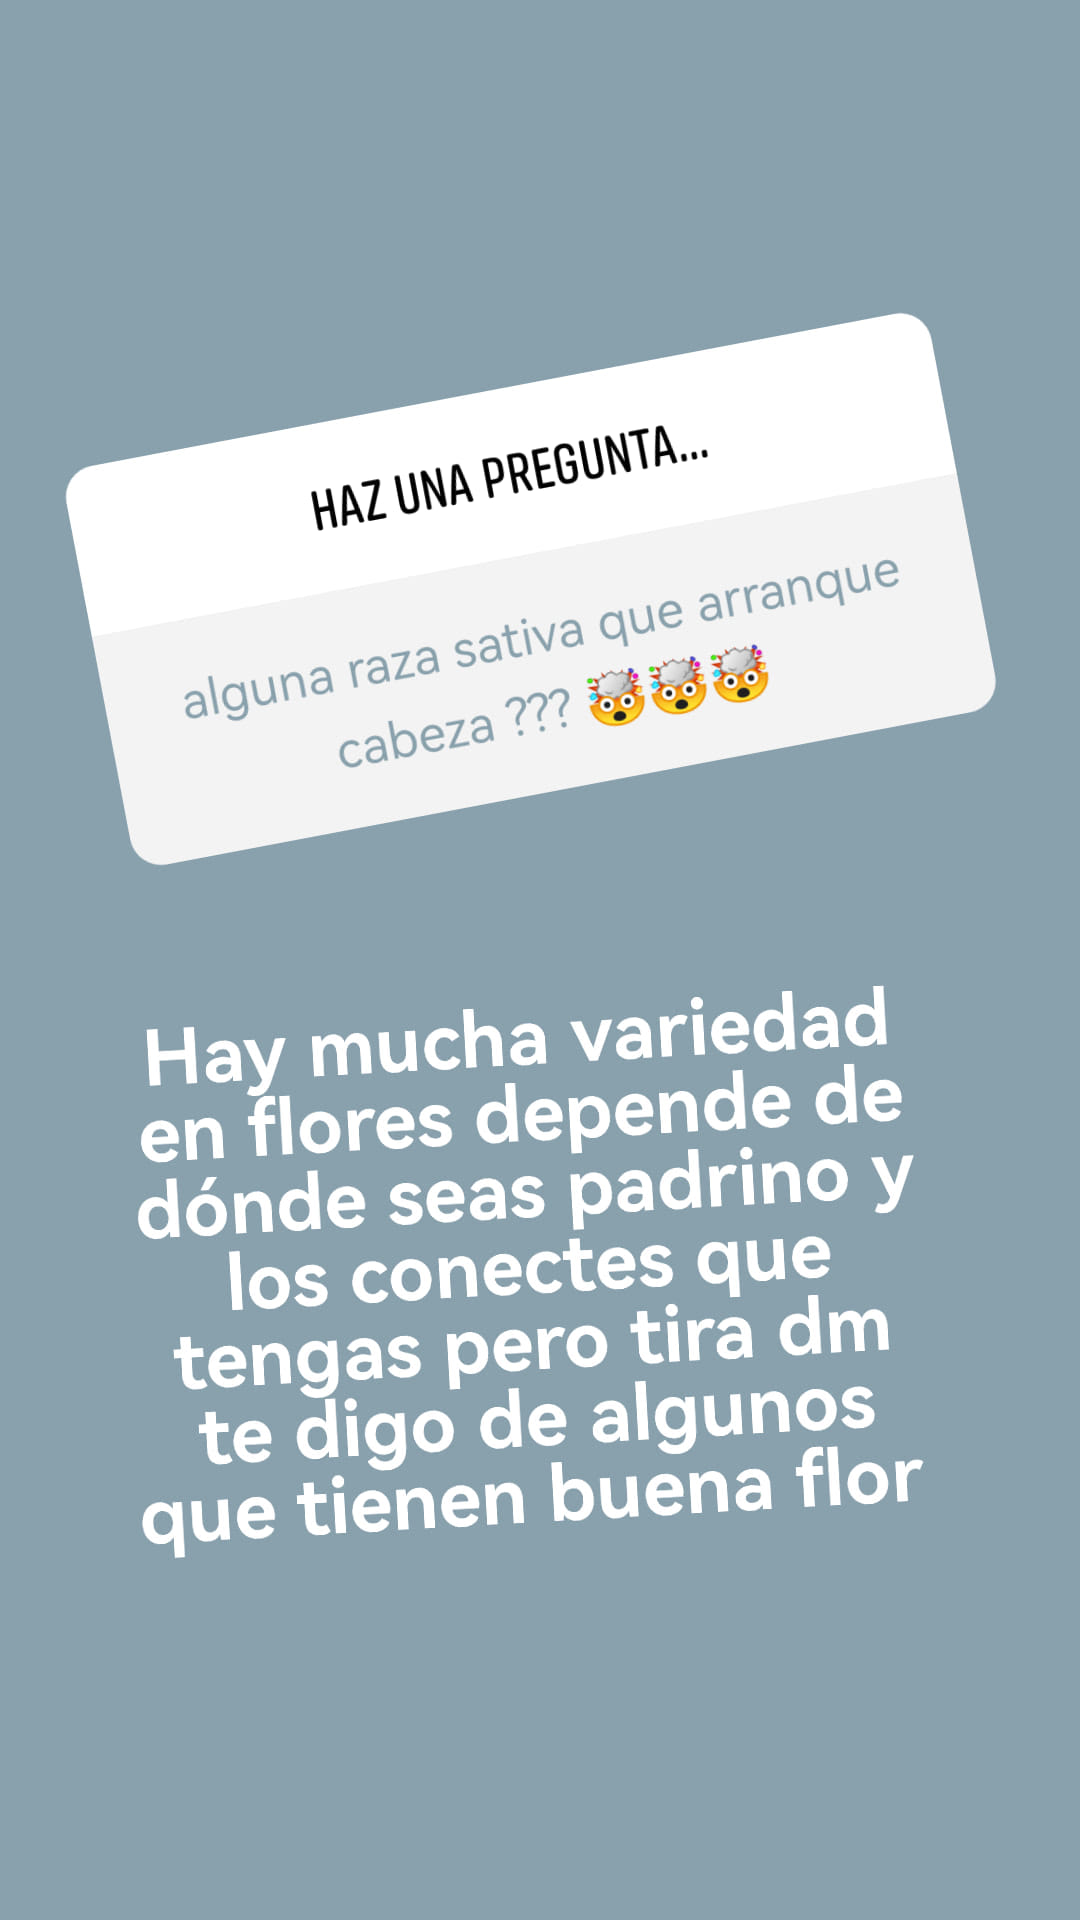 HAZ UNA PREGUNTA...
alguna raza sativa que arranque
cabeza ??? 🤯🤯🤯
Hay mucha variedad
en flores depende de
dónde seas padrino y
los conectes que
tengas pero tira dm
te digo de algunos
que tienen buena flor